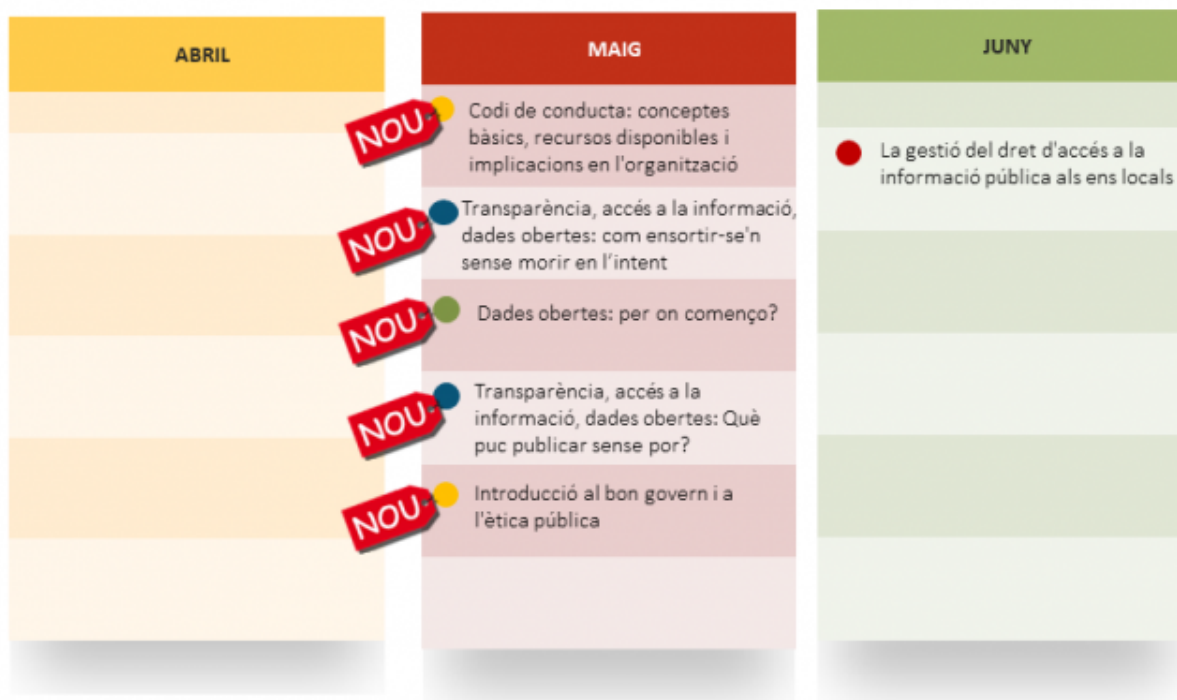 ABRIL
MAIG
NOU
Codi de conducta: conceptes
bàsics, recursos disponibles i
implicacions en l'organització
NOU
Transparència, accés a la informació,
dades obertes: com ensortir-se'n
sense morir en l’intent
NOU
Dades obertes: per on començo?
NOU
Transparència, accés a la
informació, dades obertes: Què
puc publicar sense por?
NOU
Introducció al bon govern i a
l'ètica pública
JUNY
La gestió del dret d'accés a la
informació pública als ens locals